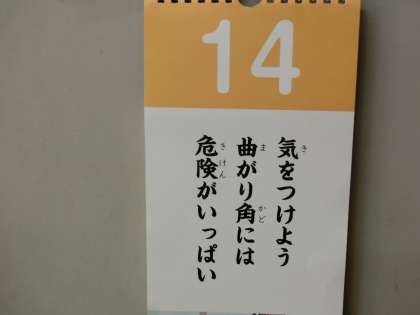 14
気をつけよう
曲がり角には
危険がいっぱい